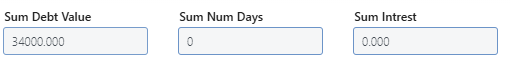 Sum Debt Value Sum Num Days Sum Intrest
34000.000 0 0.000